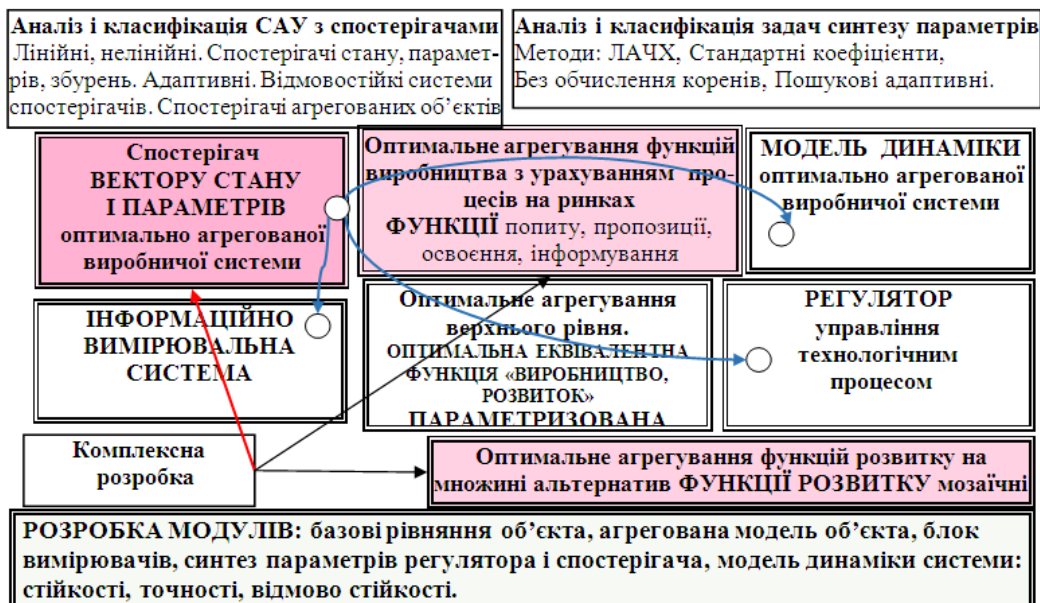 Аналіз і класифікація САУ з спостерігачами
Лінійні, нелінійні. Спостерігачі стану, парамет-
рів, збурень. Адаптивні. Відмовостійкі системи
спостерігачів. Спостерігачі агрегованих об’єктів
Аналіз і класифікація задач синтезу параметрів
Методи: ЛАЧХ, Стандартні коефіцієнти,
Без обчислення коренів, Пошукові адаптивні.
Спостерігач
ВЕКТОРУ СТАНУ
І ПАРАМЕТРІВ
оптимально агрегованої
виробничої системи
Оптимальне агрегування функцій
виробництва з урахуванням про-
цесів на ринках
ФУНКЦІЇ попиту, пропозиції,
освоєння, інформування
МОДЕЛЬ ДИНАМІКИ
оптимально агрегованої
виробничої системи
ІНФОРМАЦІЙНО
ВИМІРЮВАЛЬНА
СИСТЕМА
Оптимальне агрегування
верхнього рівня.
ОПТИМАЛЬНА ЕКВІВАЛЕНТНА
ФУНКЦІЯ «ВИРОБНИЦТВО,
РОЗВИТОК»
ПАРАМЕТРИЗОВАНА
РЕГУЛЯТОР
управління
технологічним
процесом
Комплексна
розробка
Оптимальне агрегування функцій розвитку на
множині альтернатив ФУНКЦІЇ РОЗВИТКУ мозаїчні
РОЗРОБКА МОДУЛІВ: базові рівняння об’єкта, агрегована модель об’єкта, блок
вимірювачів, синтез параметрів регулятора і спостерігача, модель динаміки системи:
стійкості, точності, відмово стійкості.